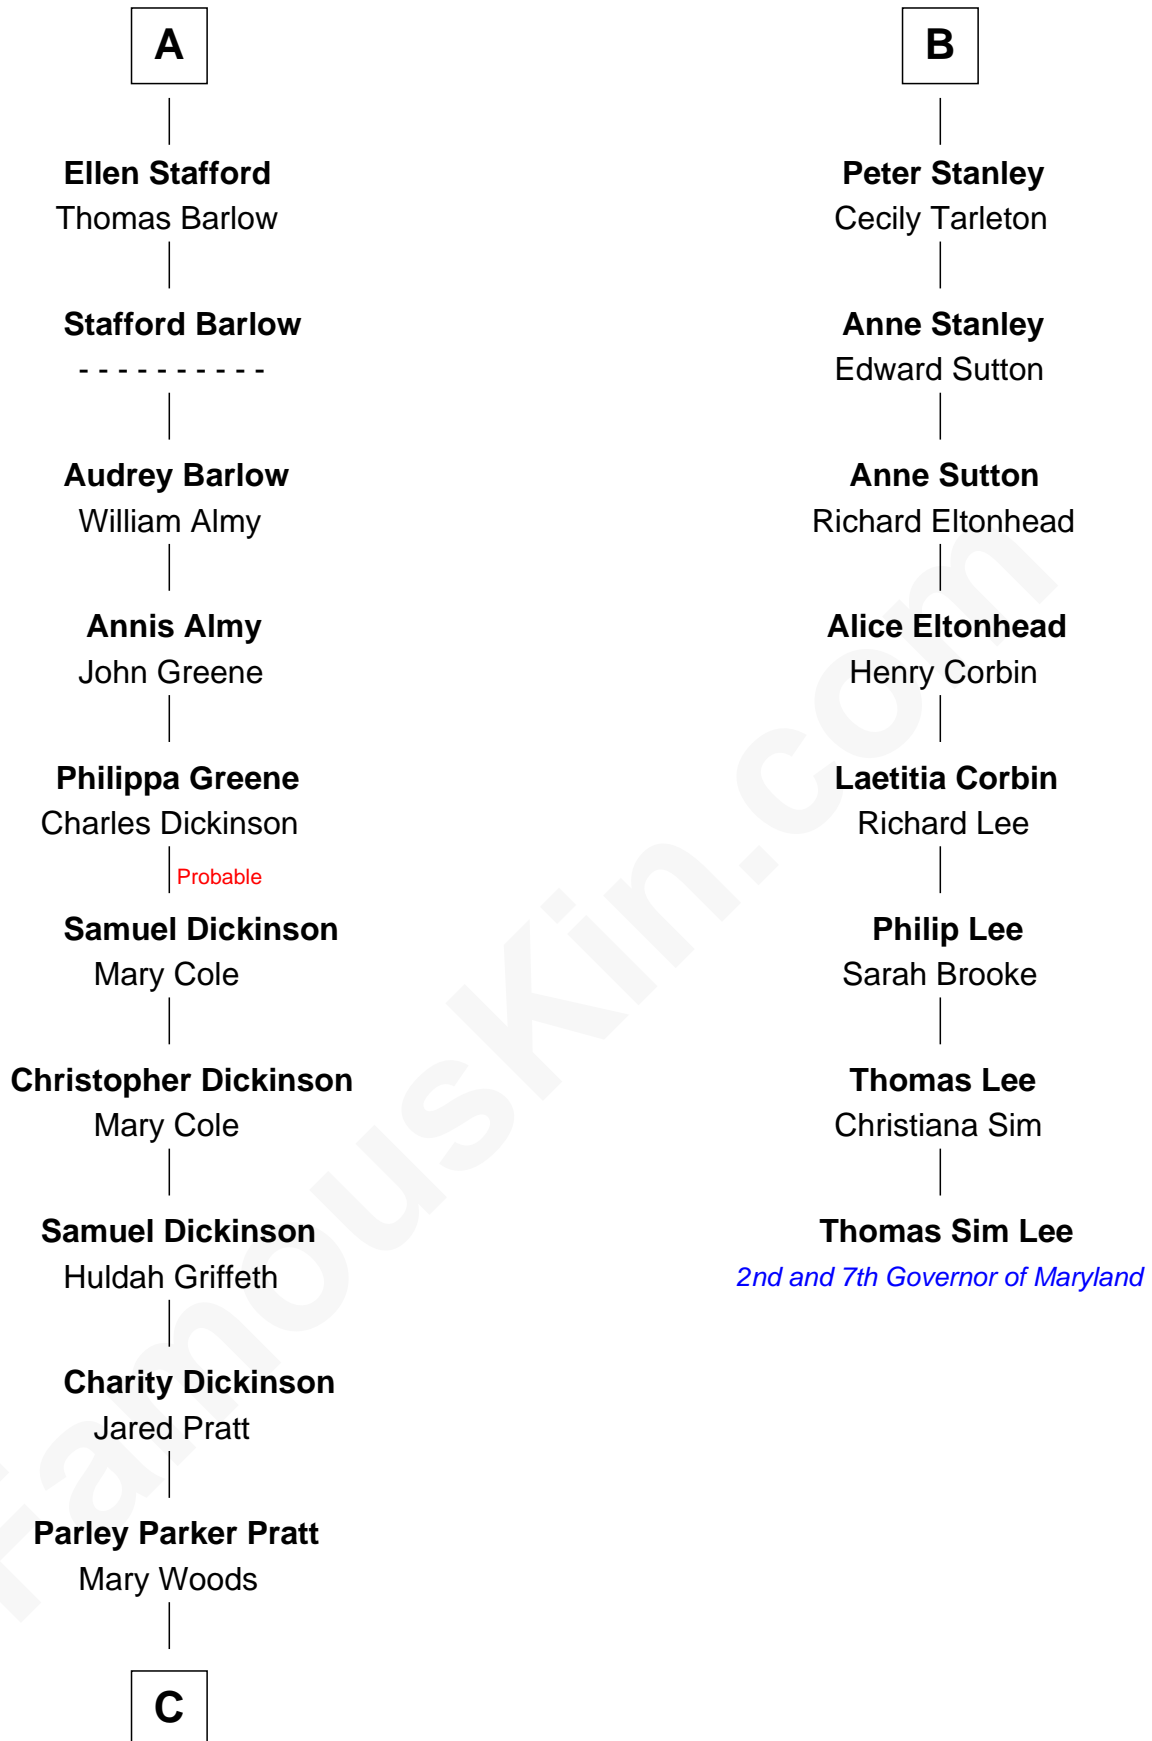 A
Ellen Stafford
Thomas Barlow
Stafford Barlow
- - - - - - - - - -
Audrey Barlow
William Almy
Annis Almy
John Greene
Philippa Greene
Charles Dickinson
Probable
Samuel Dickinson
Mary Cole
Christopher Dickinson
Mary Cole
Samuel Dickinson
Huldah Griffeth
Charity Dickinson
Jared Pratt
Parley Parker Pratt
Mary Woods
C
B
Peter Stanley
Cecily Tarleton
Anne Stanley
Edward Sutton
Anne Sutton
Richard Eltonhead
Alice Eltonhead
Henry Corbin
Laetitia Corbin
Richard Lee
Philip Lee
Sarah Brooke
Thomas Lee
Christiana Sim
Thomas Sim Lee
2nd and 7th Governor of Maryland
FamousKin.com